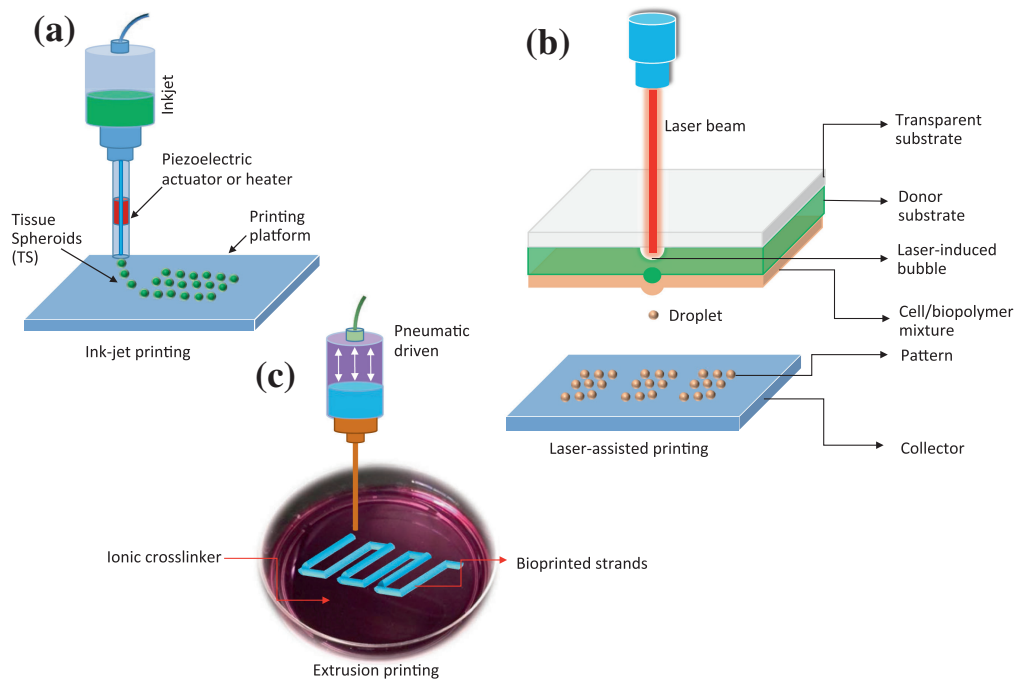 (a)
Inkjet
Piezoelectric
actuator or heater
Tissue
Spheroids
(TS)
Printing
platform
Ink-jet printing
(b)
Laser beam
Transparent
substrate
Donor
substrate
Laser-induced
bubble
Cell/biopolymer
mixture
Droplet
Pattern
Collector
Laser-assisted printing
(c)
Pneumatic
driven
Ionic crosslinker
Bioprinted strands
Extrusion printing